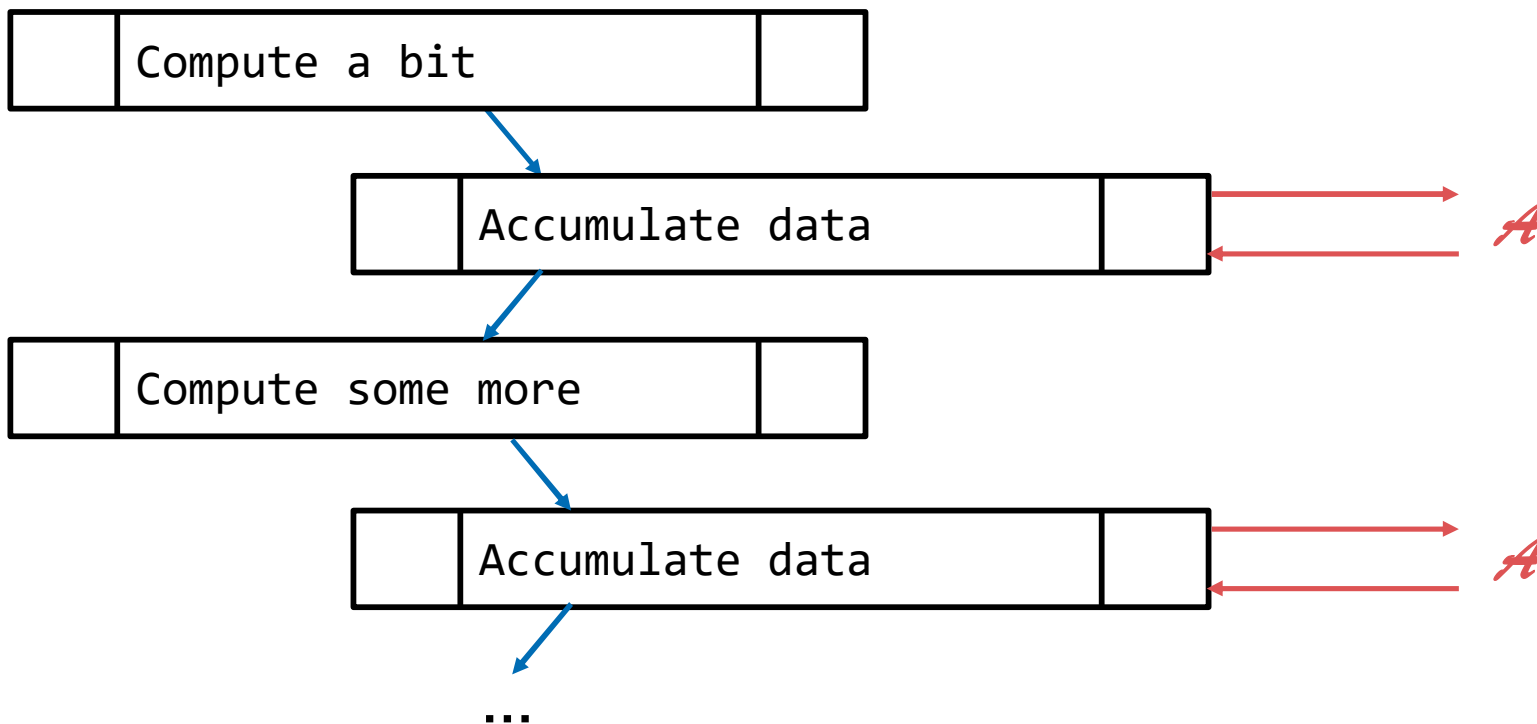 Compute a bit
Accumulate data
𝒜
Compute some more
Accumulate data
𝒜
...